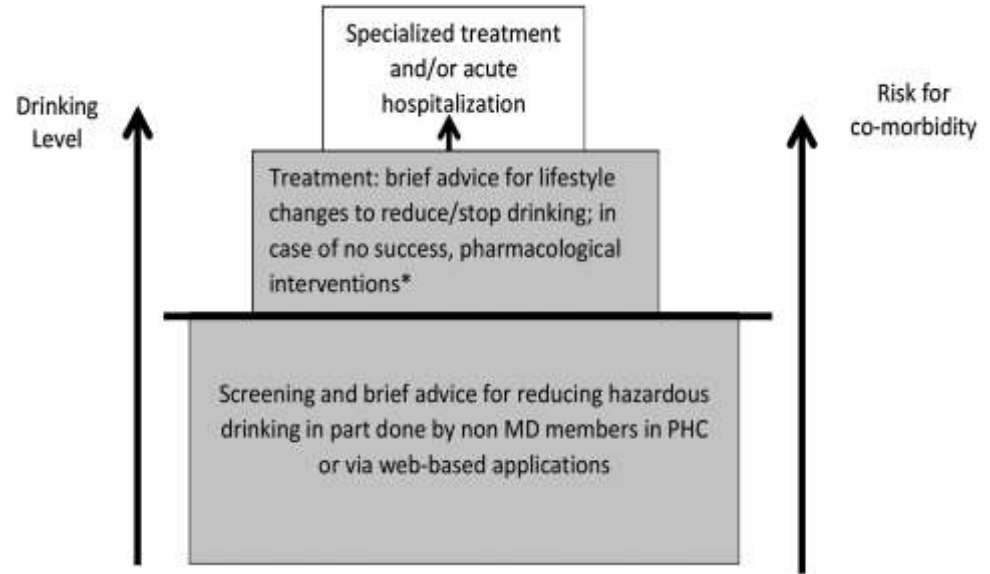 Specialized treatment
and/or acute
hospitalization
Drinking
Level
Risk for
co-morbidity
Treatment: brief advice for lifestyle
changes to reduce/stop drinking; in
case of no success, pharmacological
interventions*
Screening and brief advice for reducing hazardous
drinking in part done by non MD members in PHC
or via web-based applications